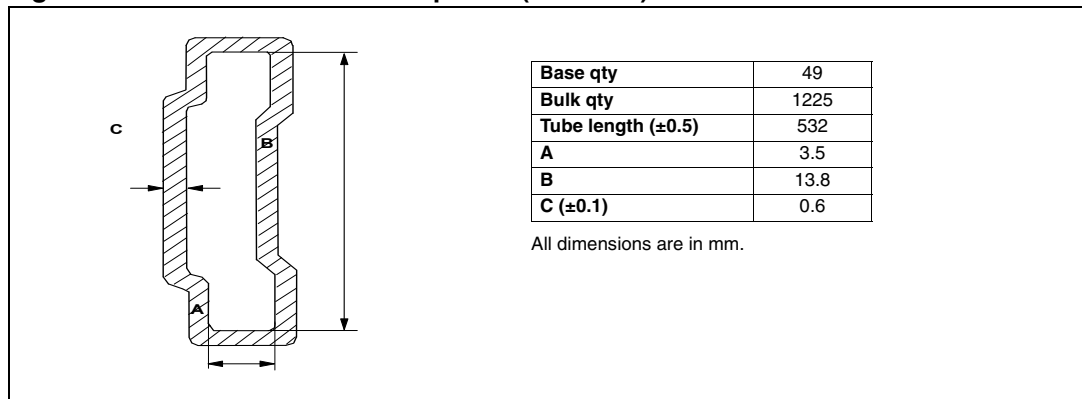 C
B
A
Base qty 49
Bulk qty 1225
Tube length (±0.5) 532
A 3.5
B 13.8
C (±0.1) 0.6
All dimensions are in mm.